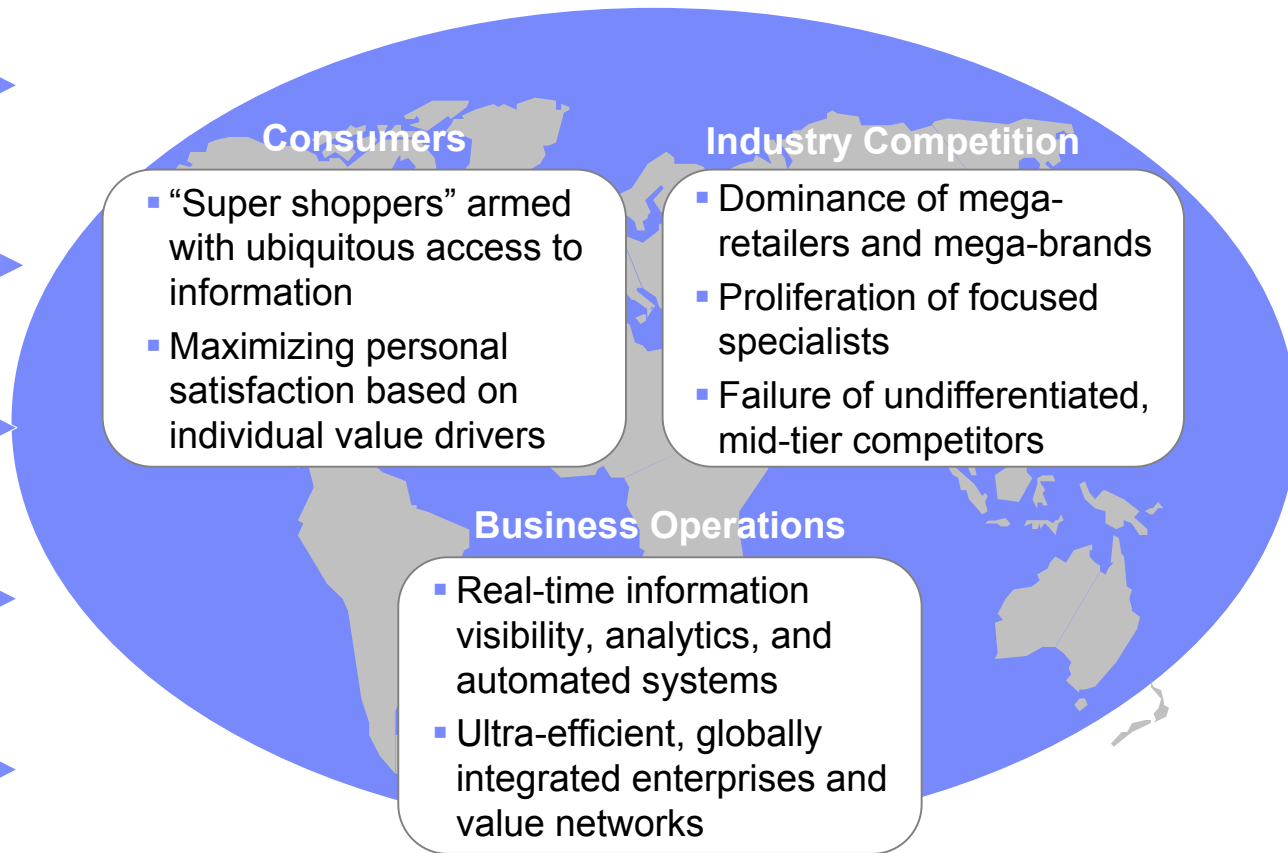 Consumers
“Super shoppers” armed
with ubiquitous access to
information
Maximizing personal
satisfaction based on
individual value drivers
Industry Competition
Dominance of mega-
retailers and mega-brands
Proliferation of focused
specialists
Failure of undifferentiated,
mid-tier competitors
Business Operations
Real-time information
visibility, analytics, and
automated systems
Ultra-efficient, globally
integrated enterprises and
value networks